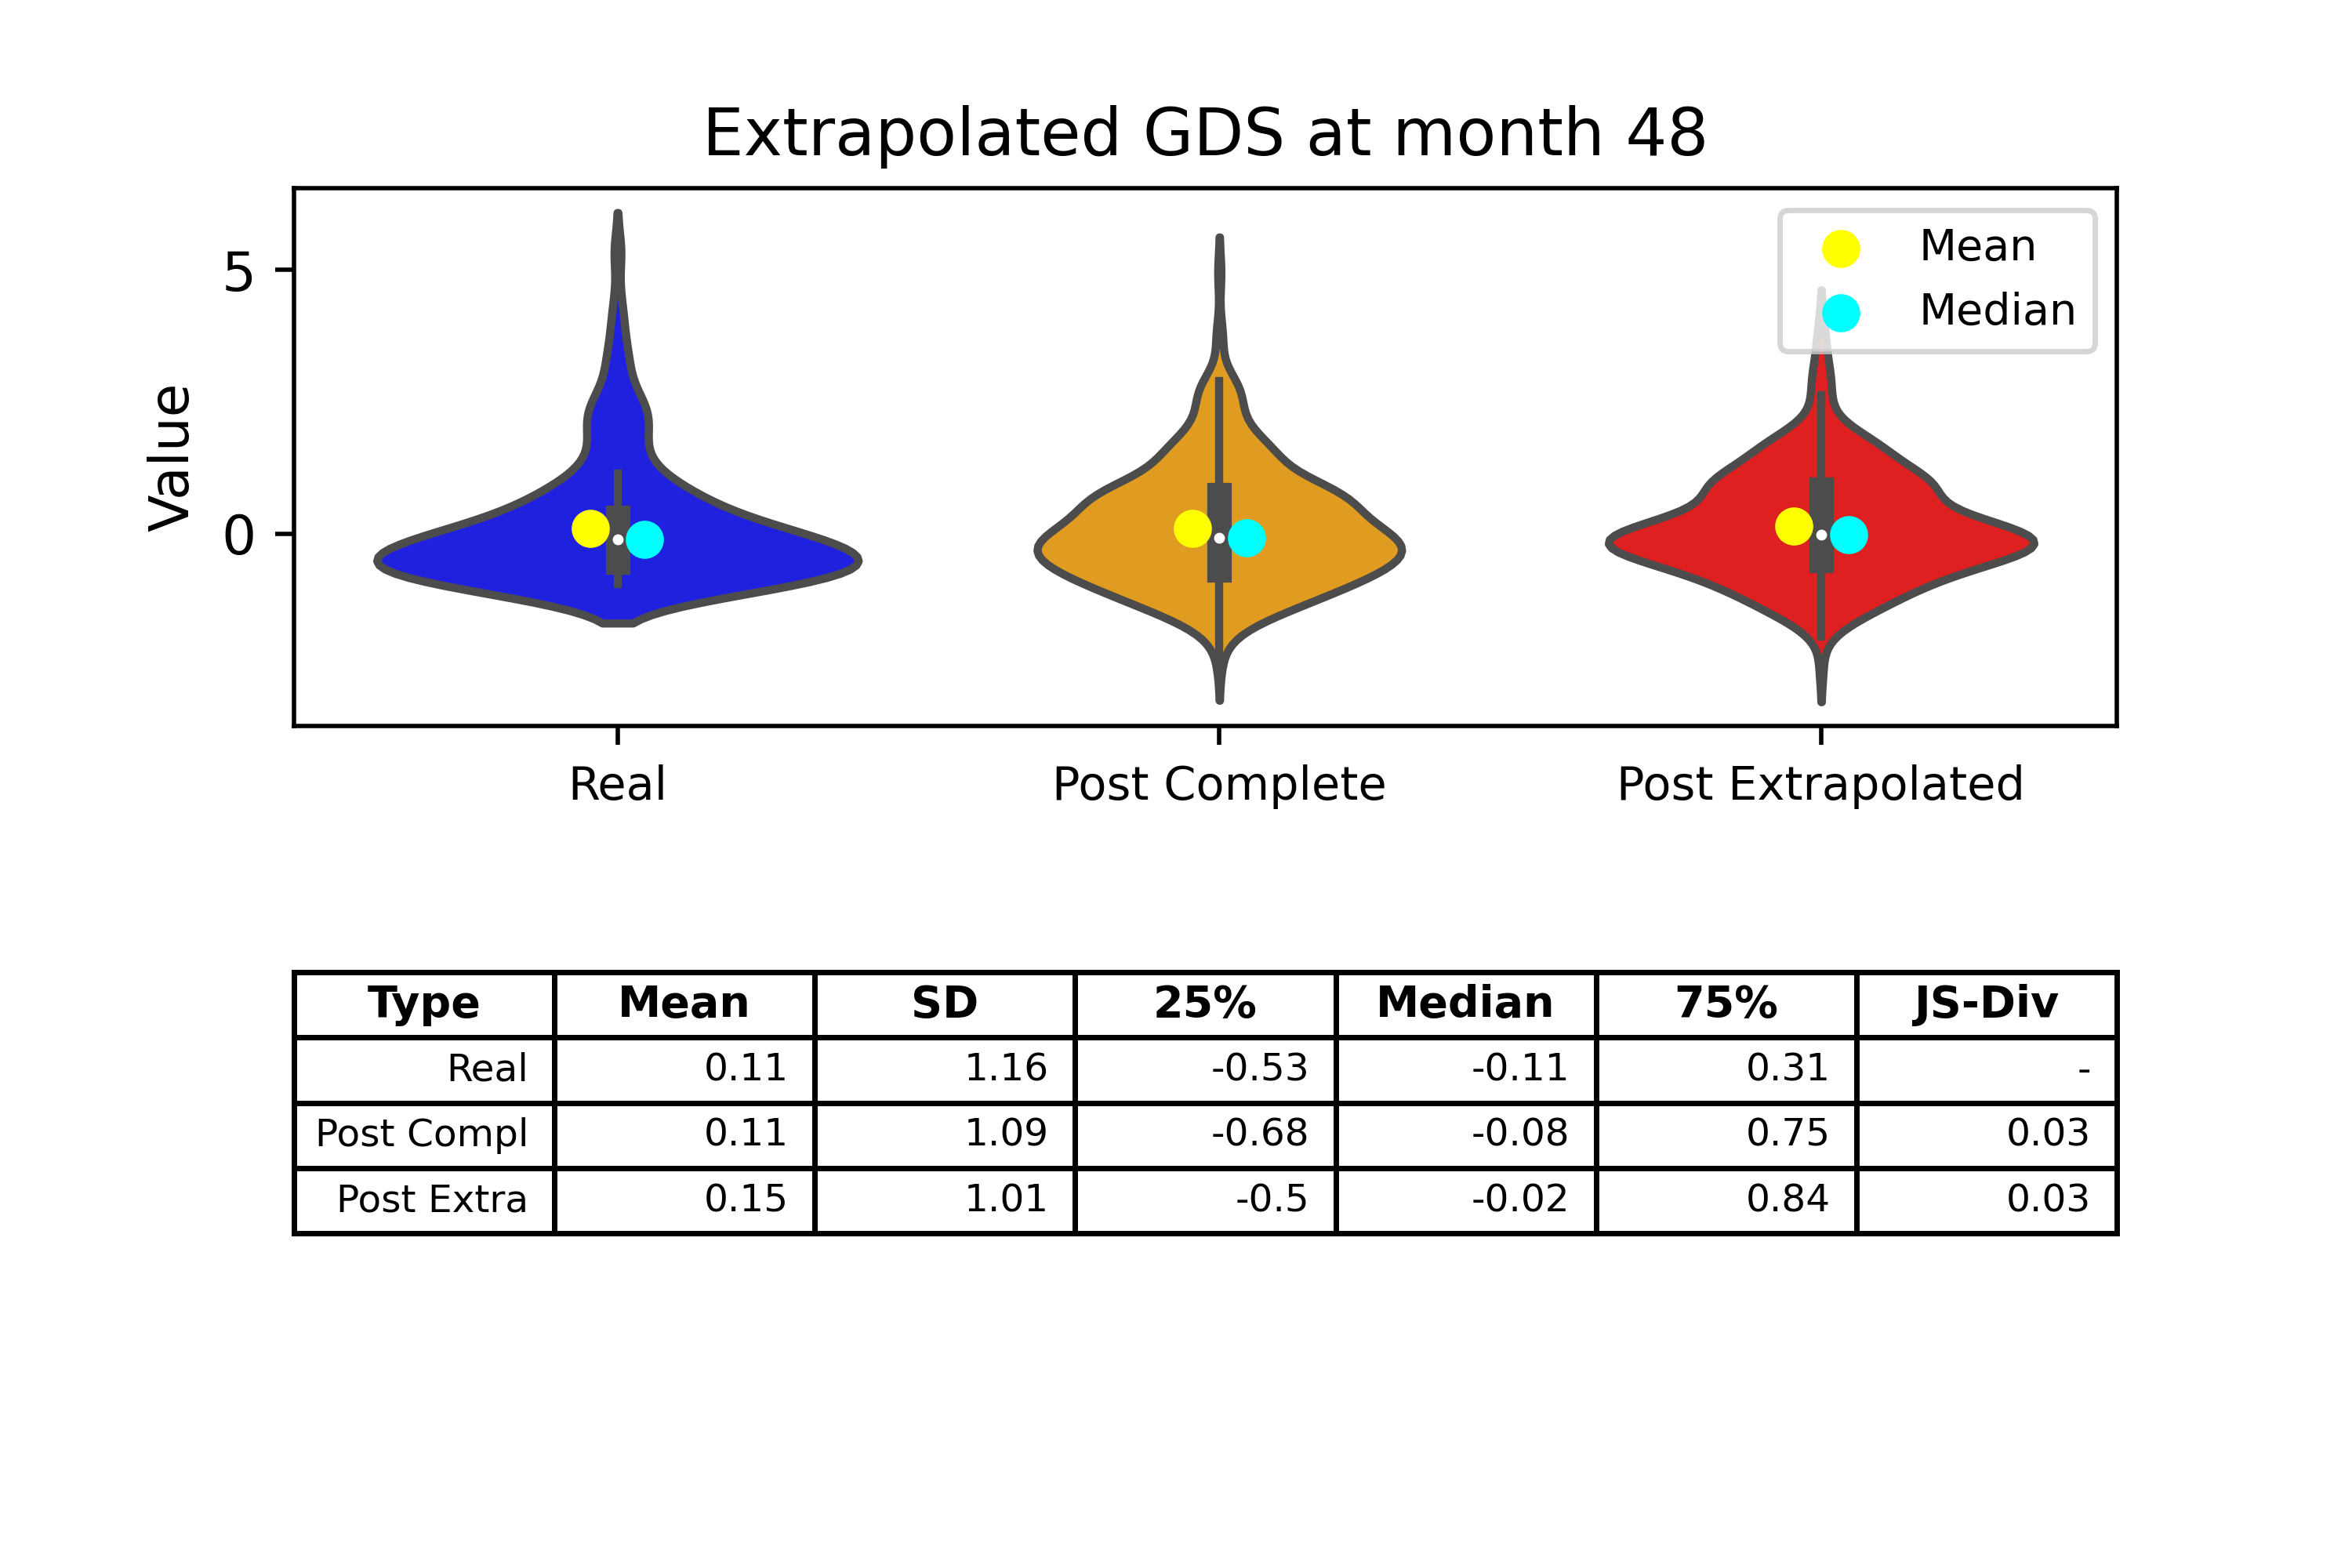 Extrapolated GDS at month 48
Mean
Median
5
0
Value
Real Post Complete Post Extrapolated
Type Mean SD 25% Median 75% JS-Div
Real 0.11 1.16 -0.53 -0.11 0.31 -
Post Compl 0.11 1.09 -0.68 -0.08 0.75 0.03
Post Extra 0.15 1.01 -0.5 -0.02 0.84 0.03